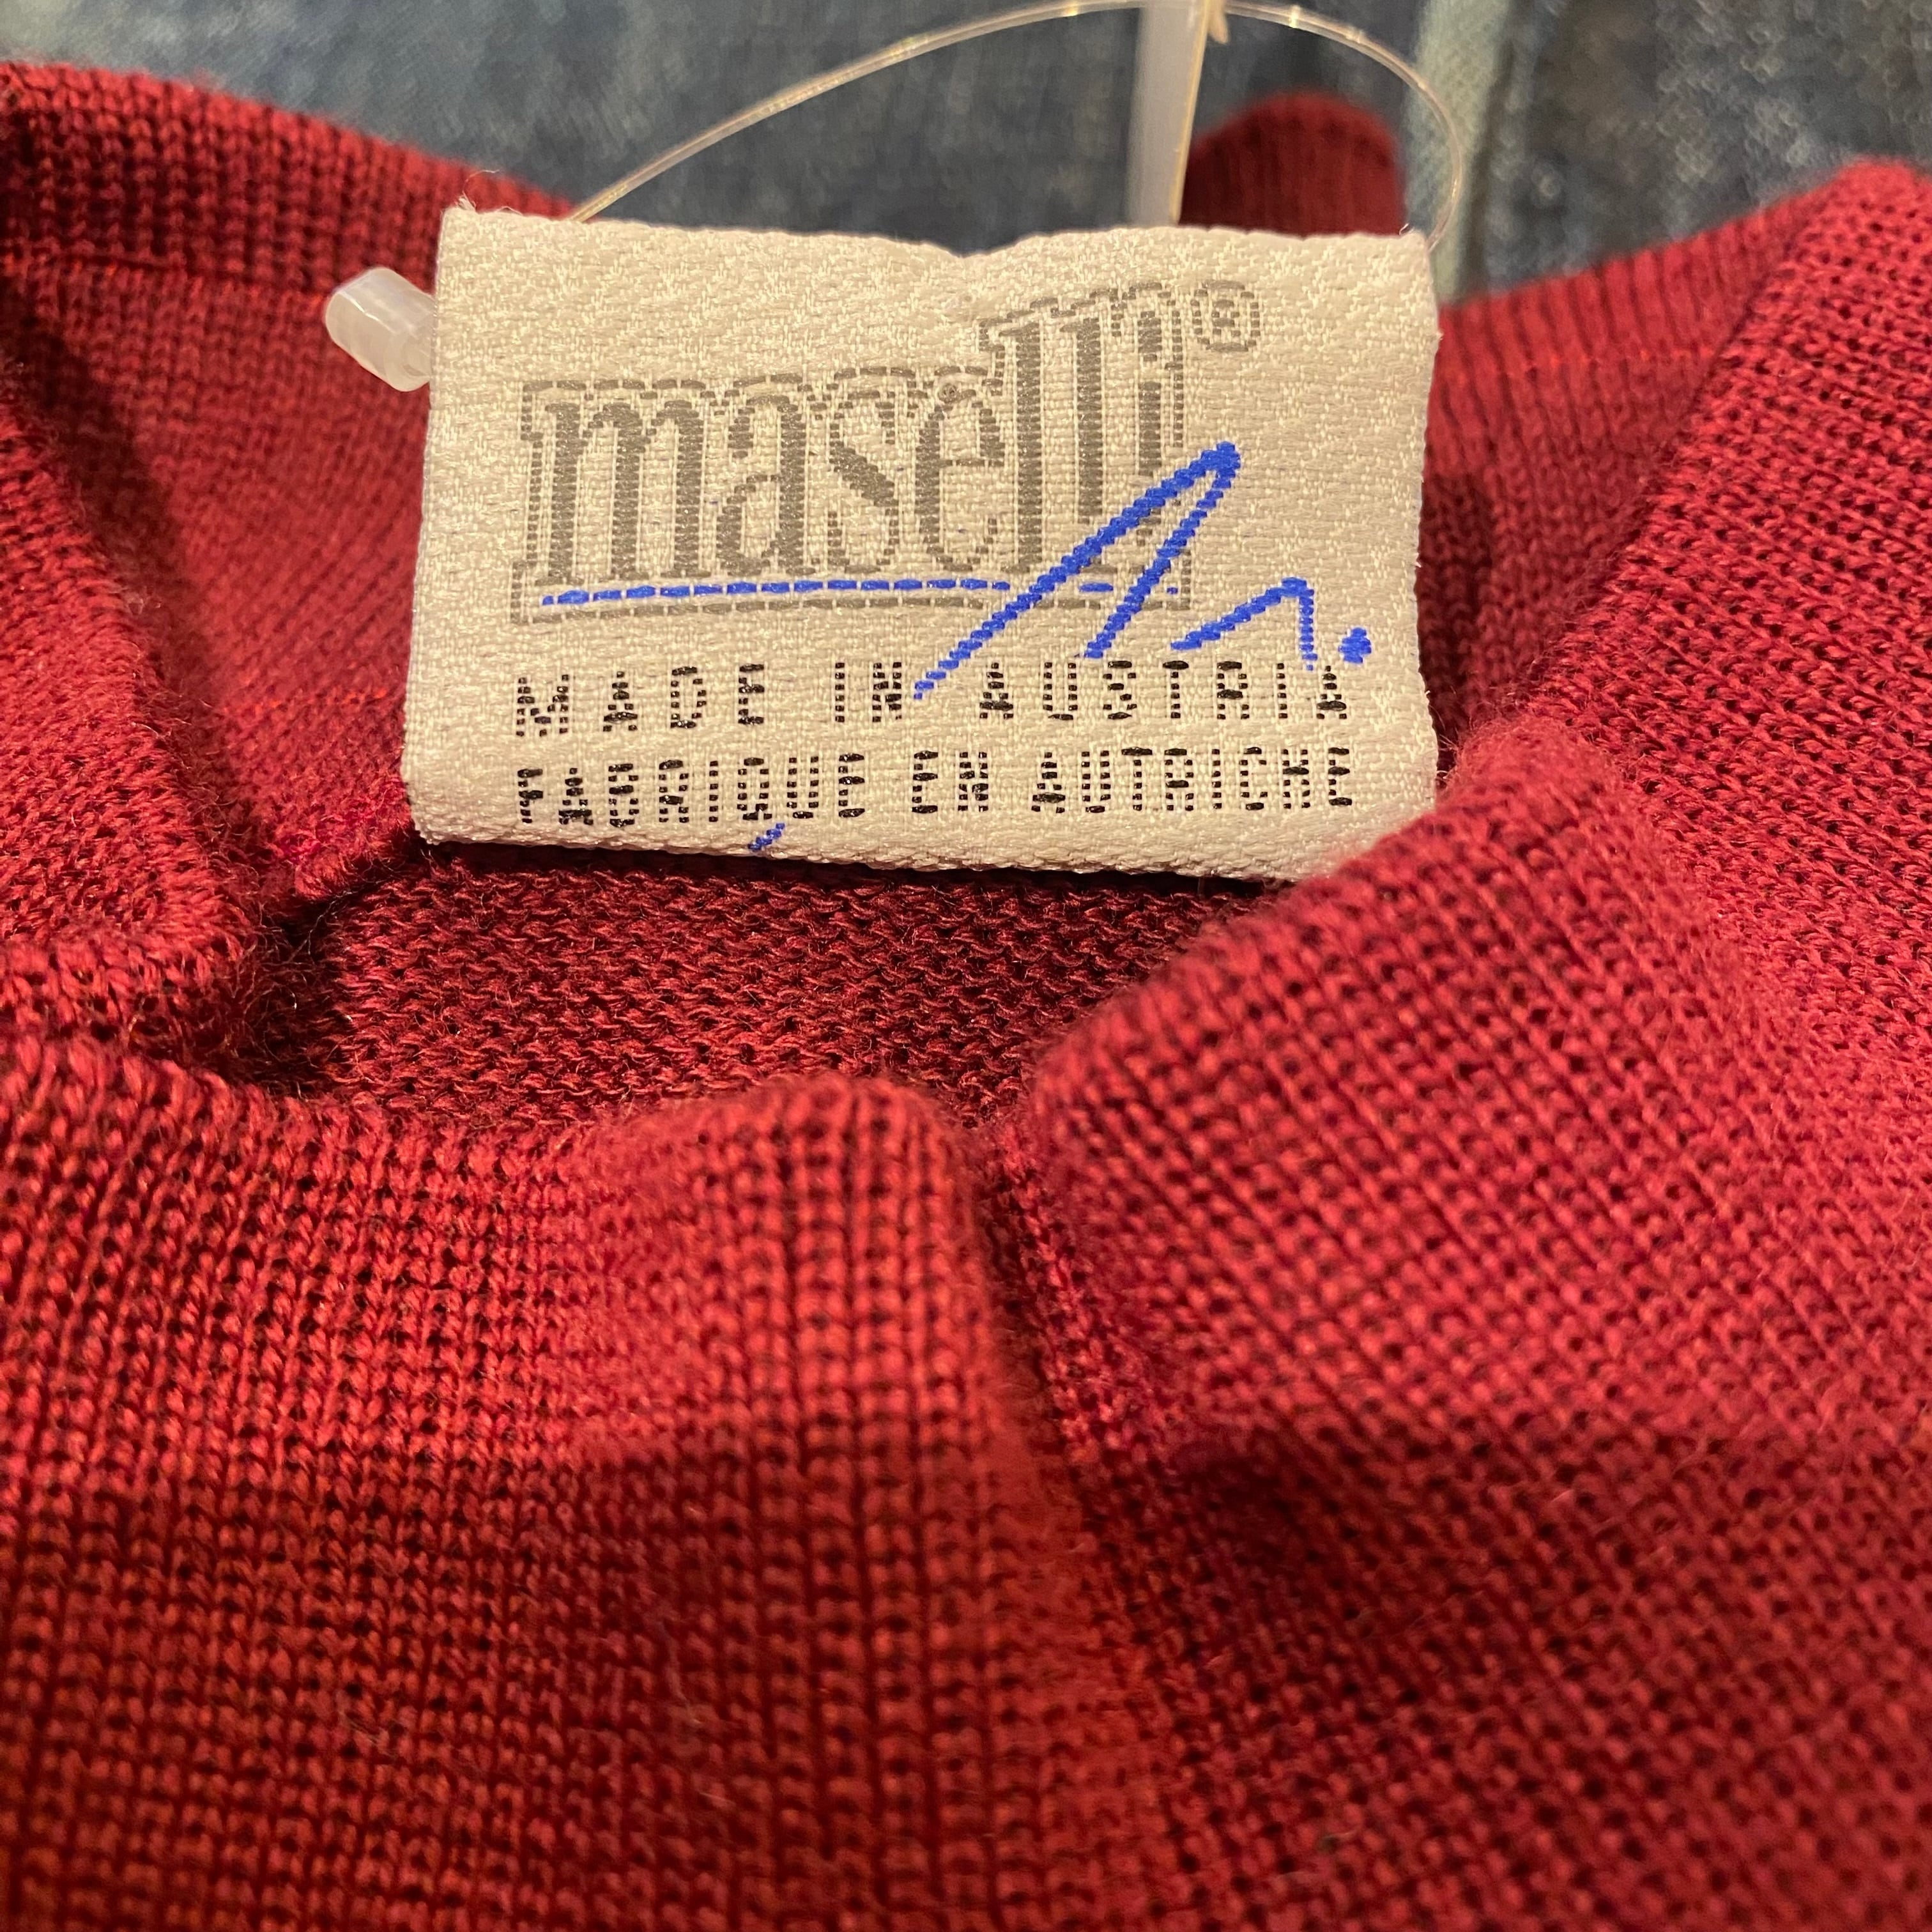 maselli®
MADE IN AUSTRIA
FABRIQUE EN AUTRICHE